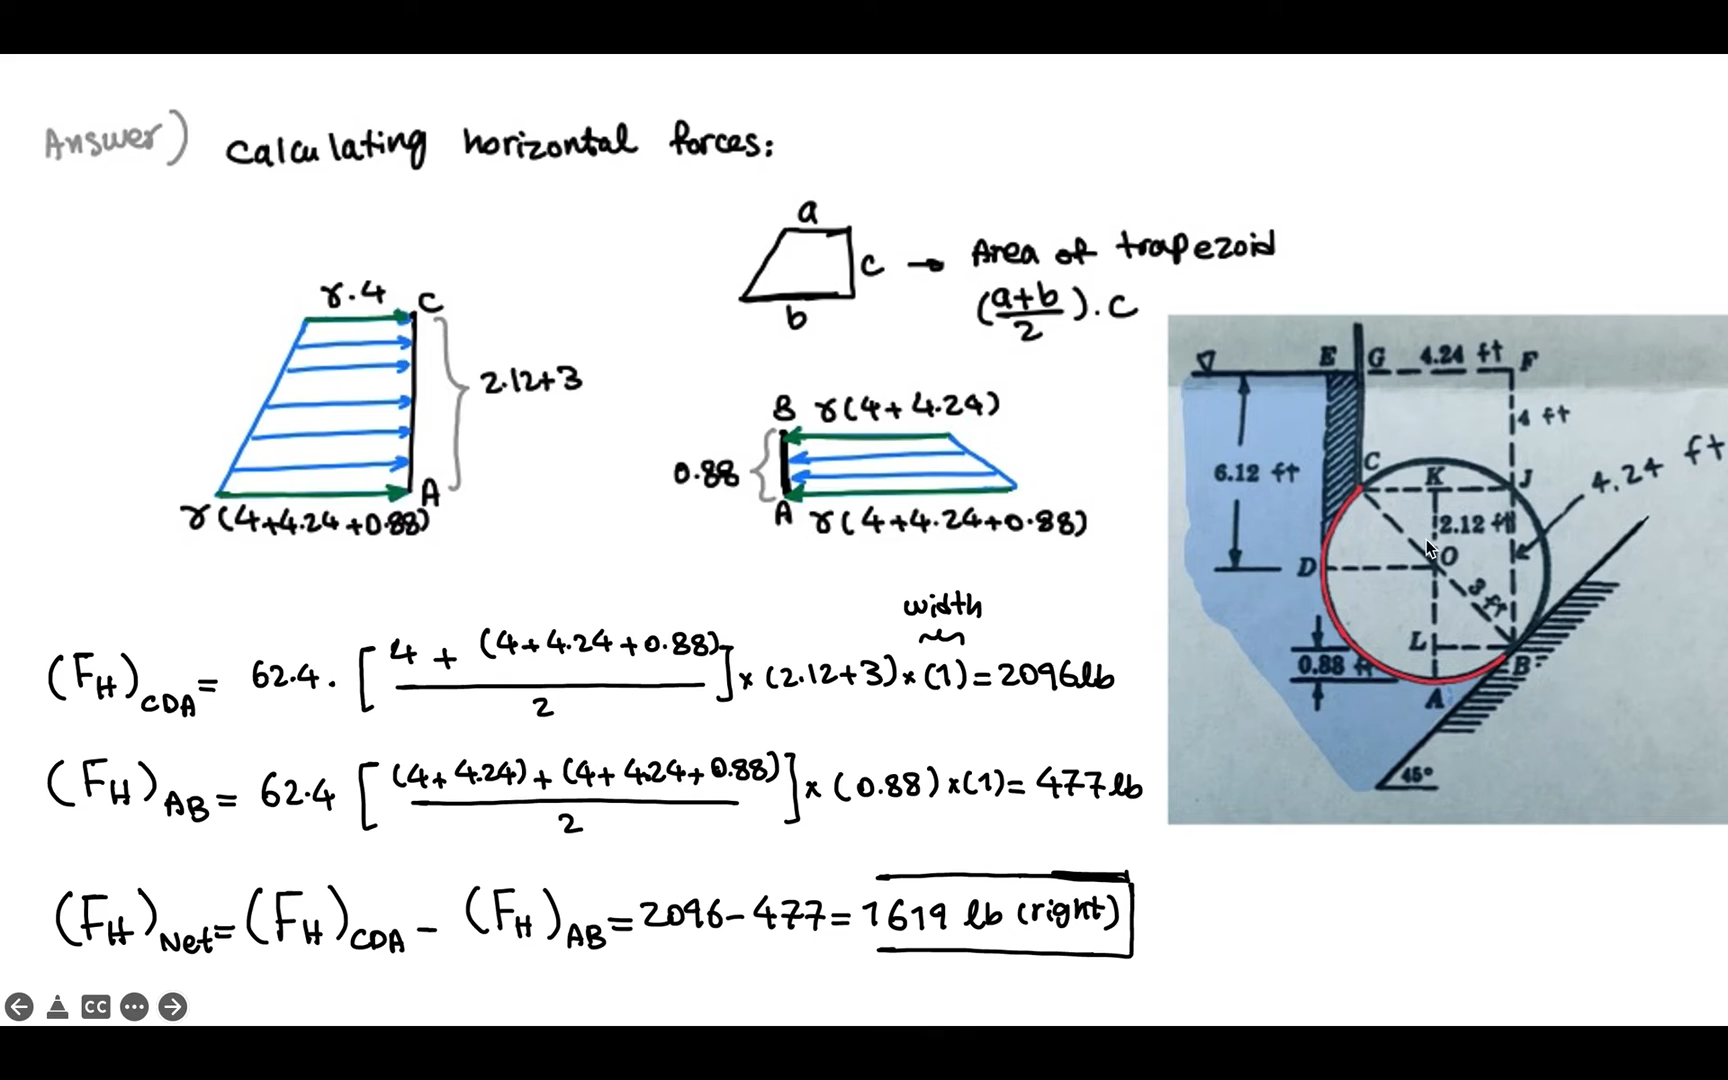 Answer) Calculating horizontal forces:
a
c → Area of trapezoid
b
(a+b/2).c
γ.4 C
2.12+3
A
γ(4+4.24+0.88)
B γ(4+4.24)
0.88
A γ(4+4.24+0.88)
E G 4.24 ft F
4 ft
6.12 ft
C K J
4.24 ft
2.12 ft
D O
3 ft
L
0.88 ft B
A
45°
width
(FH)CDA= 62.4 . [4 + (4+4.24+0.88)/2] × (2.12+3) × (1) = 2096lb
(FH)AB= 62.4 [(4+4.24)+(4+4.24+0.88)/2] × (0.88) × (1) = 477lb
(FH)Net= (FH)CDA - (FH)AB = 2096-477= 1619 lb (right)
CC